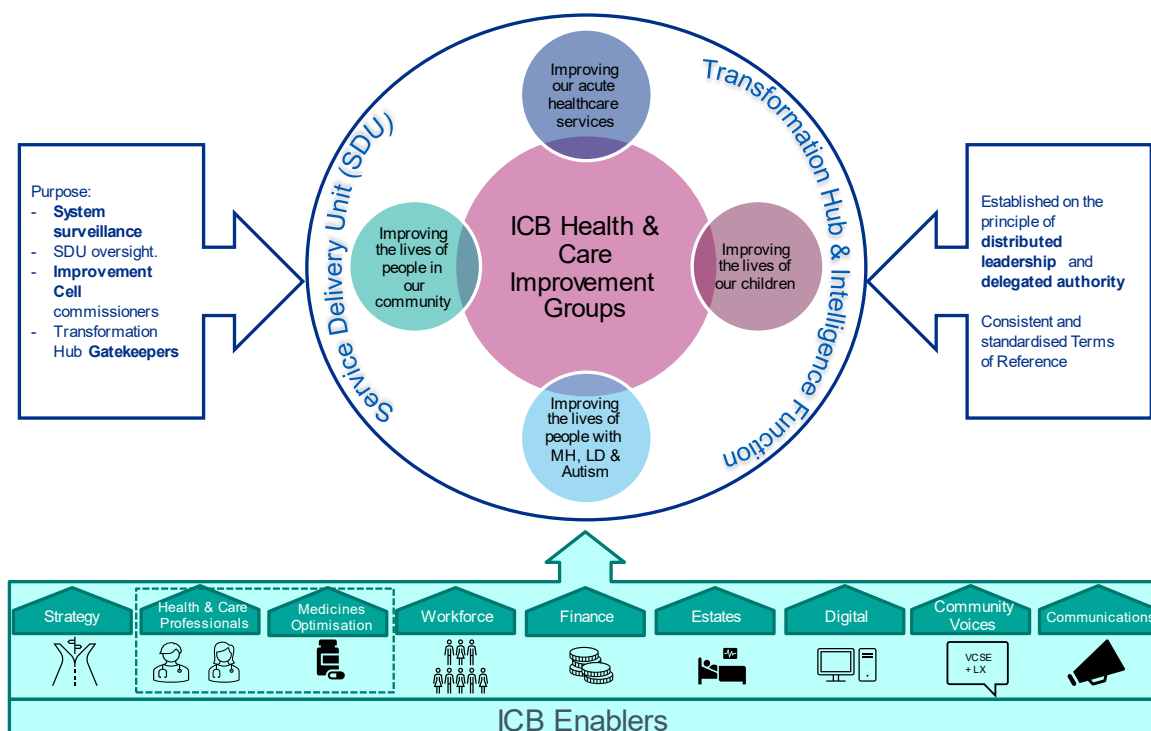 Improving
our acute
healthcare
services
Service Delivery Unit (SDU)
Transformation Hub & Intelligence Function
Purpose:
- System
surveillance
- SDU oversight.
- Improvement
Cell
commissioners
- Transformation
Hub Gatekeepers
Improving
the lives of
people in
our
community
ICB Health &
Care
Improvement
Groups
Improving
the lives of
our children
Established on the
principle of
distributed
leadership and
delegated authority
Consistent and
standardised Terms
of Reference
Improving
the lives of
people with
MH, LD &
Autism
Strategy
Health & Care
Professionals
Medicines
Optimisation
Workforce
Finance
Estates
Digital
Community
Voices
Communications
VCSE
+ LX
ICB Enablers